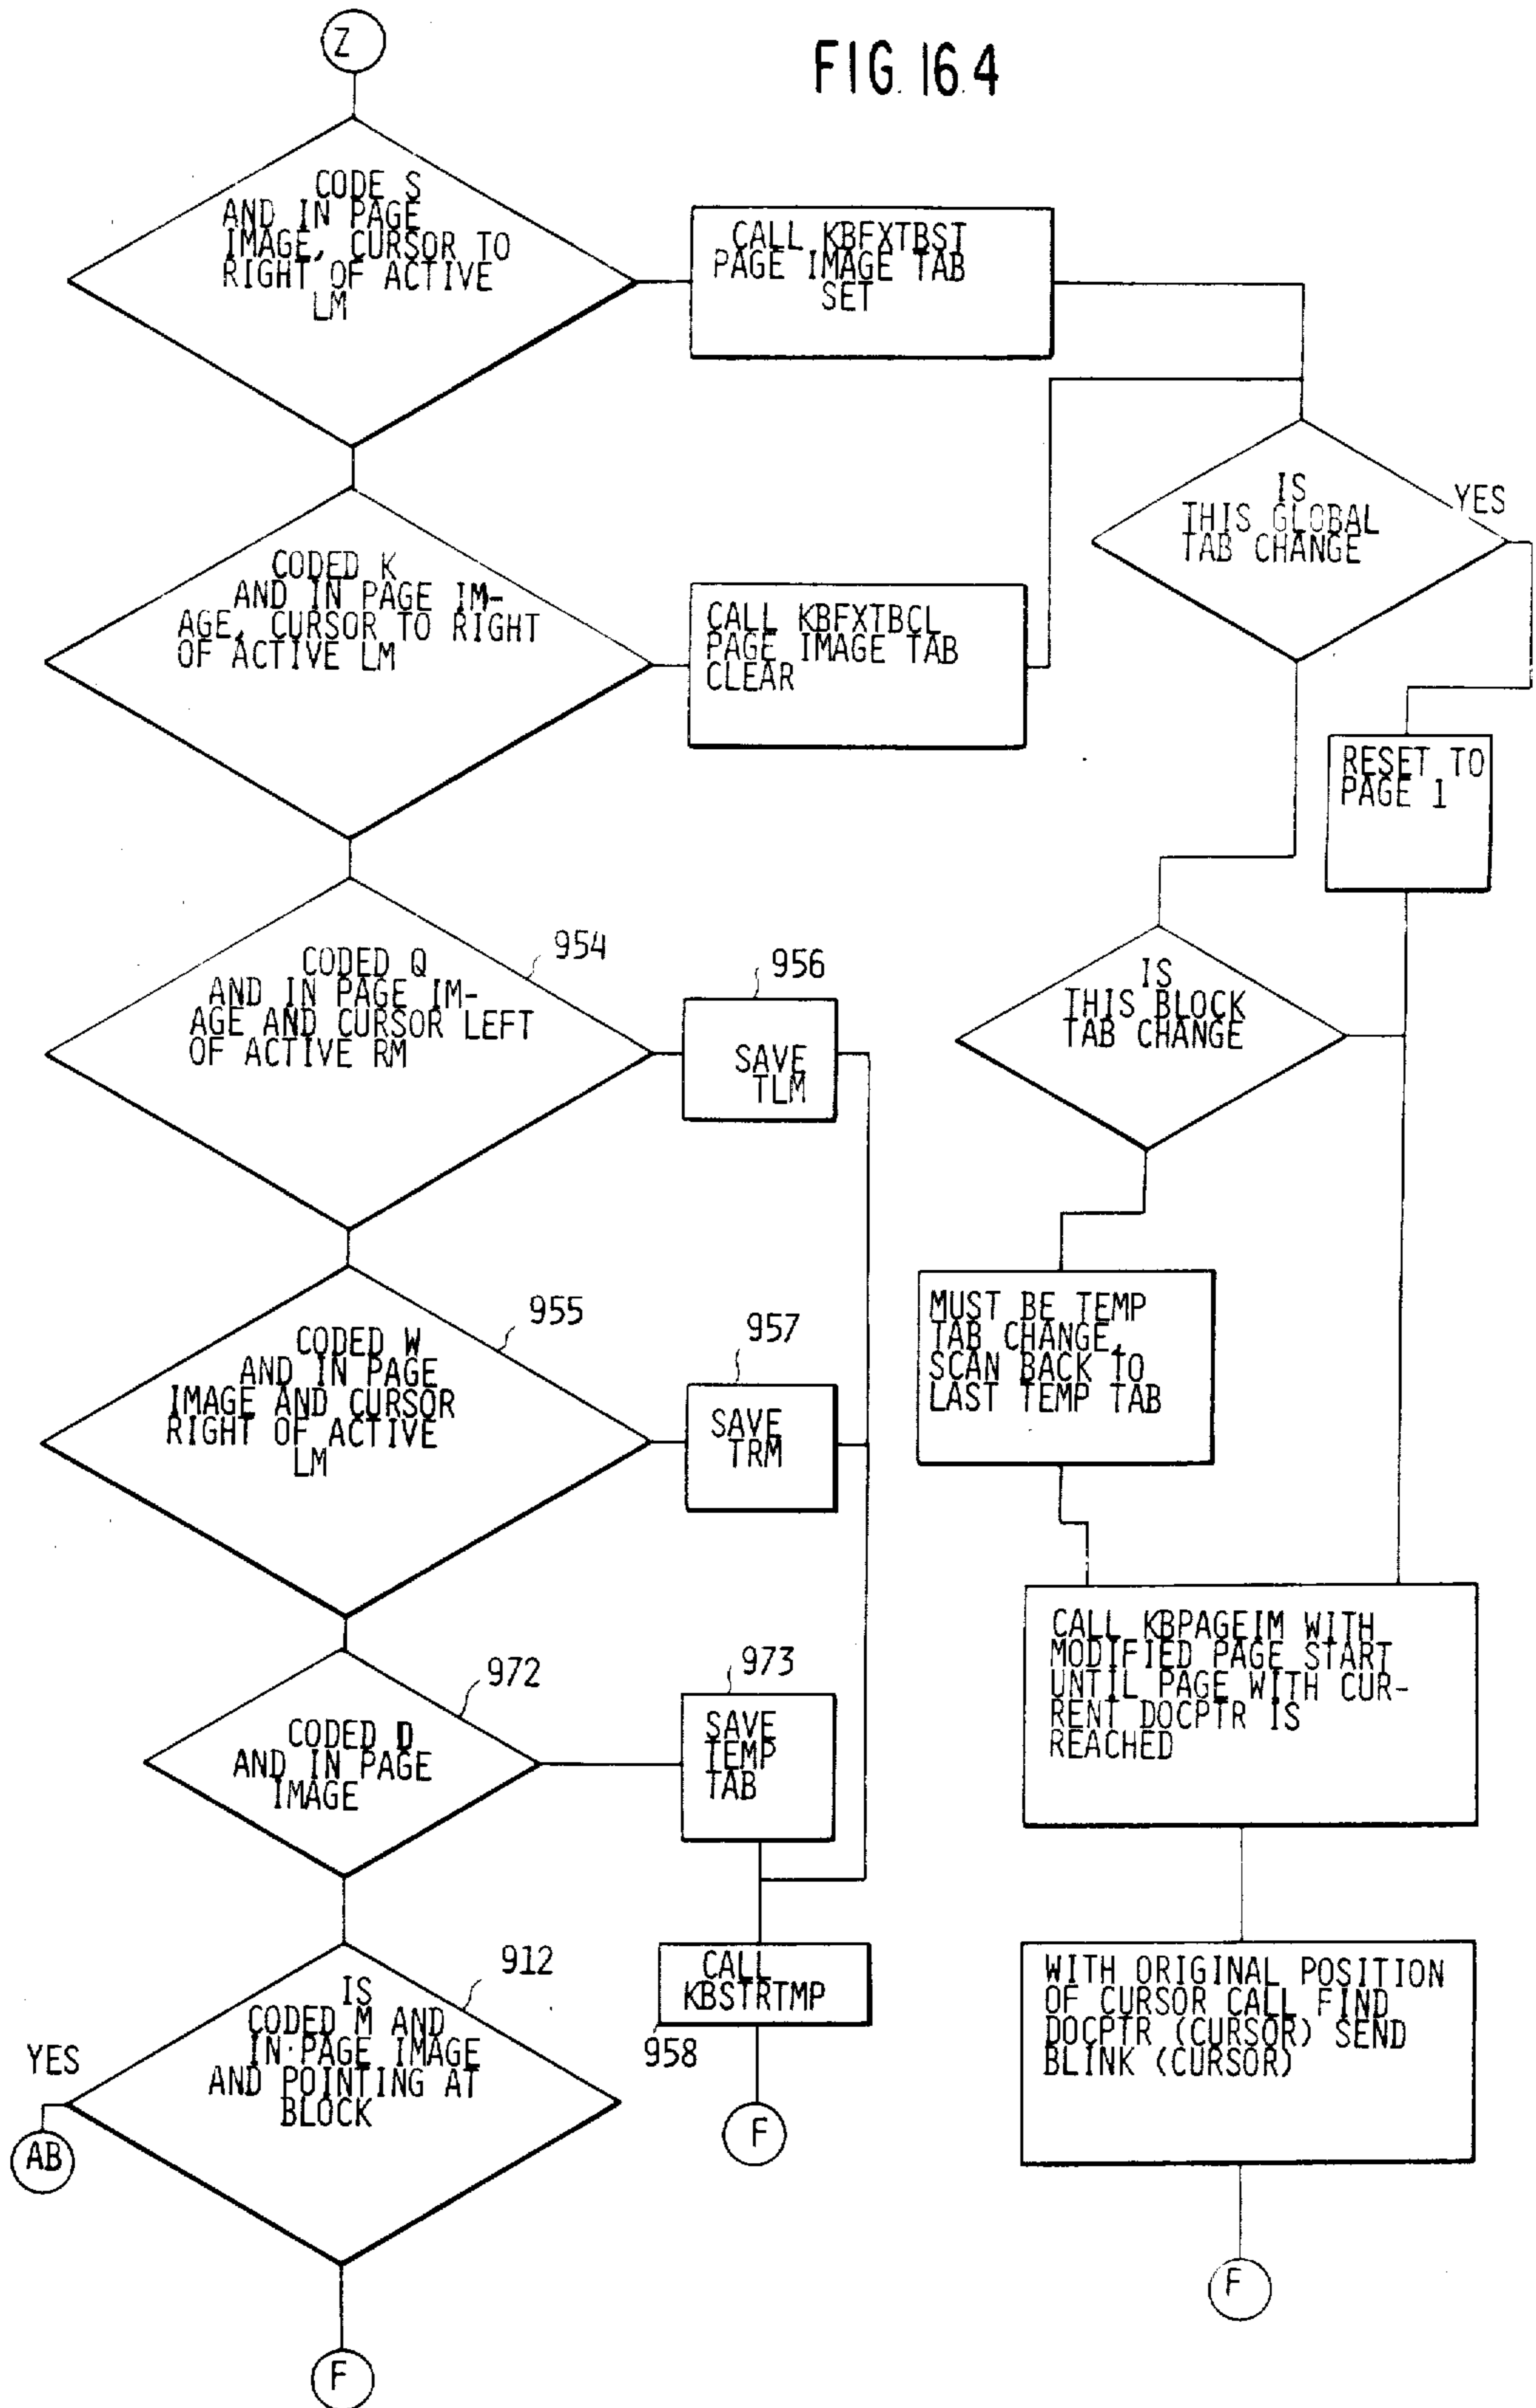 Z
FIG. 16.4
CODE S
AND IN PAGE
IMAGE, CURSOR TO
RIGHT OF ACTIVE
LM
CALL KBFXTBST
PAGE IMAGE TAB
SET
IS
THIS GLOBAL
TAB CHANGE
YES
CODED K
AND IN PAGE IM-
AGE, CURSOR TO RIGHT
OF ACTIVE LM
CALL KBFXTBCL
PAGE IMAGE TAB
CLEAR
RESET TO
PAGE 1
CODED Q
AND IN PAGE IM-
AGE AND CURSOR LEFT
OF ACTIVE RM
954
956
SAVE
TLM
IS
THIS BLOCK
TAB CHANGE
CODED W
AND IN PAGE
IMAGE AND CURSOR
RIGHT OF ACTIVE
LM
955
957
SAVE
TRM
MUST BE TEMP
TAB CHANGE,
SCAN BACK TO
LAST TEMP TAB
CODED D
AND IN PAGE
IMAGE
972
973
SAVE
TEMP
TAB
CALL KBPAGEIM WITH
MODIFIED PAGE START
UNTIL PAGE WITH CUR-
RENT DOCPTR IS
REACHED
IS
CODED M AND
IN PAGE IMAGE
AND POINTING AT
BLOCK
912
YES
AB
CALL
KBSTRTMP
958
F
WITH ORIGINAL POSITION
OF CURSOR CALL FIND
DOCPTR (CURSOR) SEND
BLINK (CURSOR)
F
F